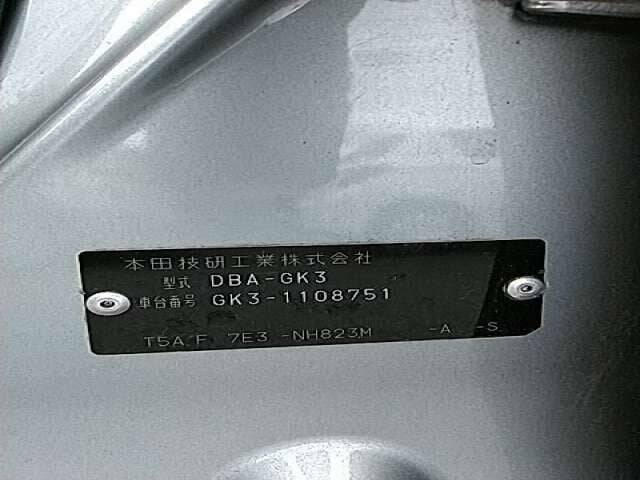 本田技研工業株式会社
型式 DBA-GK3
車台番号 GK3-1108751
T5A/F 7E3 -NH823M -A -S